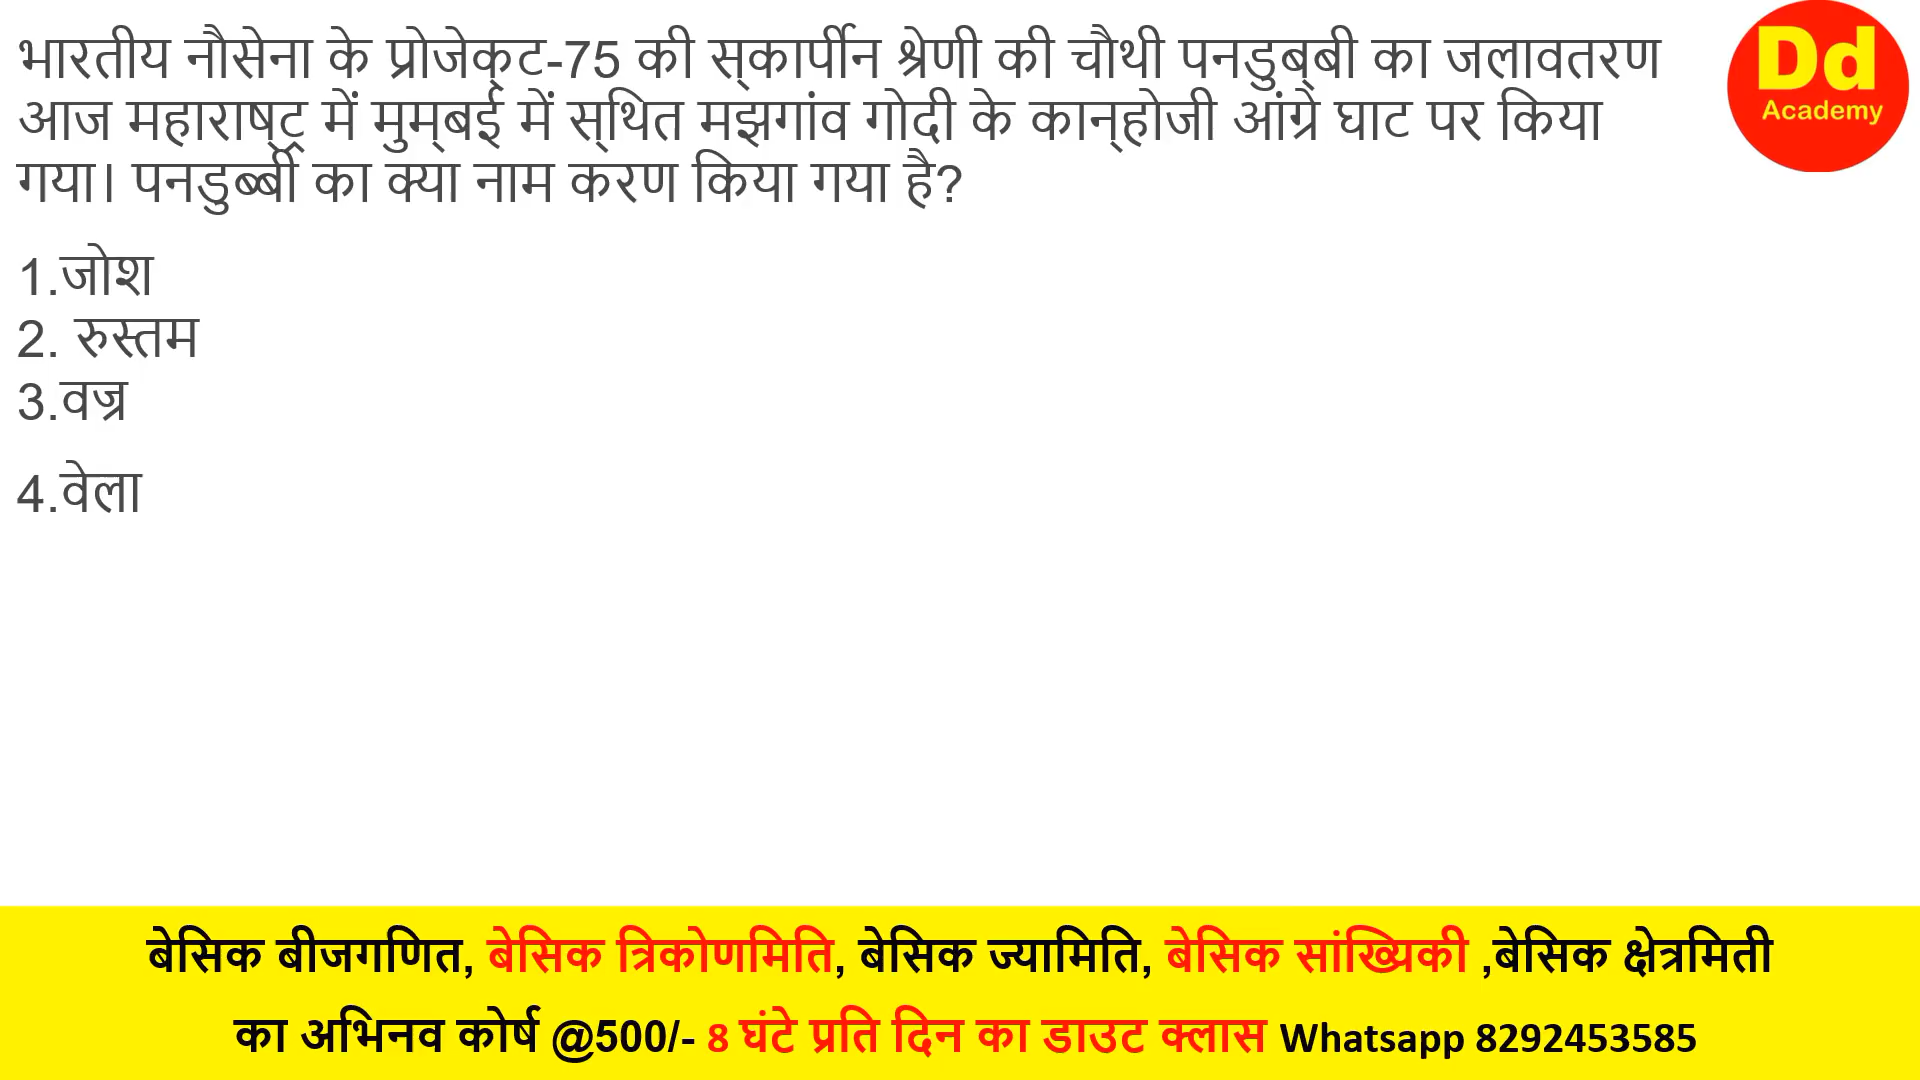 भारतीय नौसेना के प्रोजेक्‍ट-75 की स्‍कार्पीन श्रेणी की चौथी पनडुब्‍बी का जलावतरण
आज महाराष्‍ट्र में मुम्‍बई में स्‍थित मझगांव गोदी के कान्‍होजी आंग्रे घाट पर किया
गया। पनडुब्बी का क्या नाम करण किया गया है?
1.जोश
2. रुस्तम
3.वज्र
4.वेला
Dd
Academy
बेसिक बीजगणित, बेसिक त्रिकोणमिति, बेसिक ज्यामिति, बेसिक सांख्यिकी ,बेसिक क्षेत्रमिती
का अभिनव कोर्ष @500/- 8 घंटे प्रति दिन का डाउट क्लास Whatsapp 8292453585